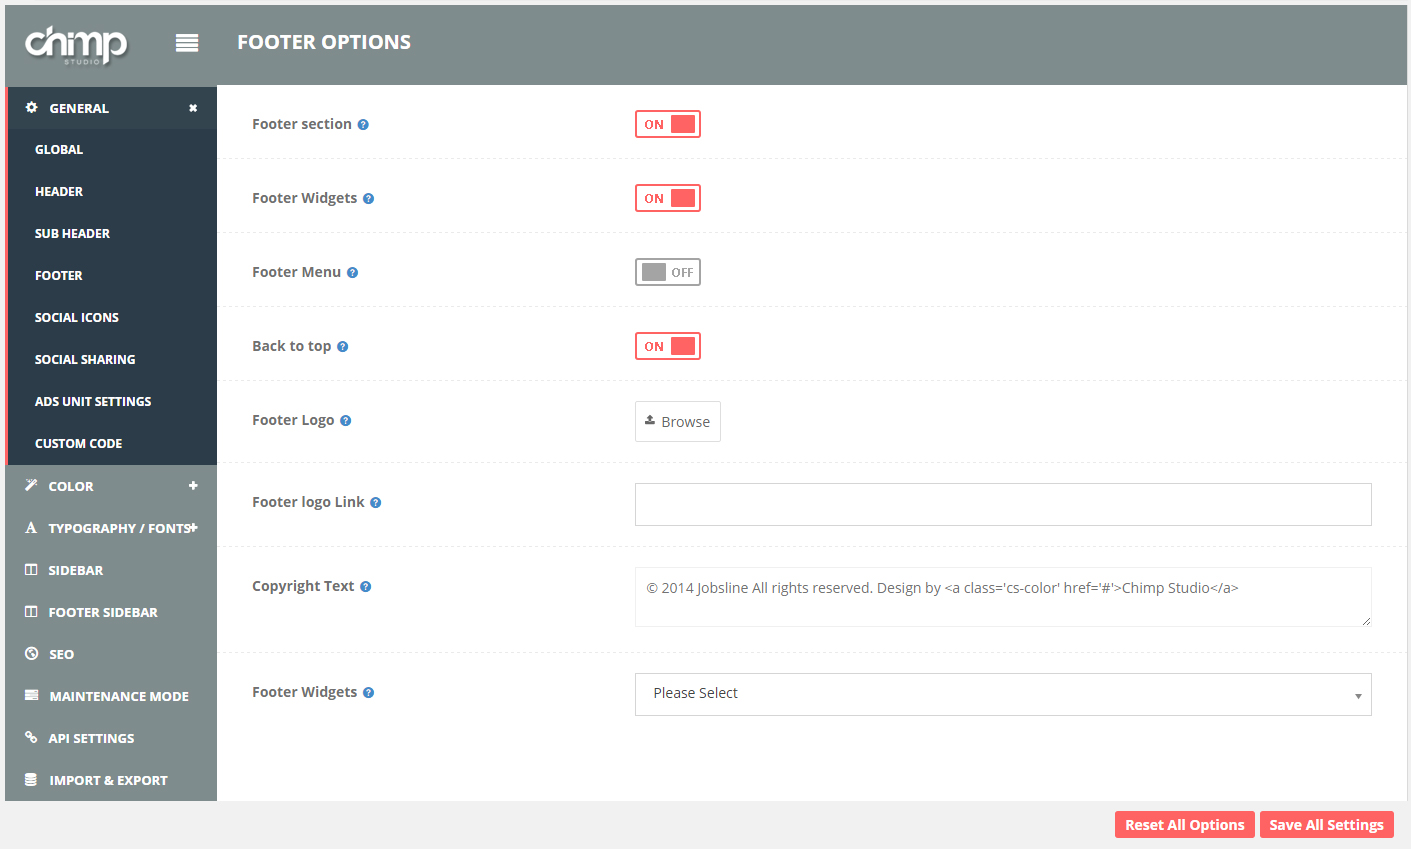 chimp
STUDIO
FOOTER OPTIONS
GENERAL
GLOBAL
HEADER
SUB HEADER
FOOTER
SOCIAL ICONS
SOCIAL SHARING
ADS UNIT SETTINGS
CUSTOM CODE
COLOR
TYPOGRAPHY / FONTS
SIDEBAR
FOOTER SIDEBAR
SEO
MAINTENANCE MODE
API SETTINGS
IMPORT & EXPORT
Footer section
ON
Footer Widgets
ON
Footer Menu
OFF
Back to top
ON
Footer Logo
Browse
Footer logo Link
Copyright Text
© 2014 Jobsline All rights reserved. Design by <a class='cs-color' href='#'>Chimp Studio</a>
Footer Widgets
Please Select
Reset All Options
Save All Settings